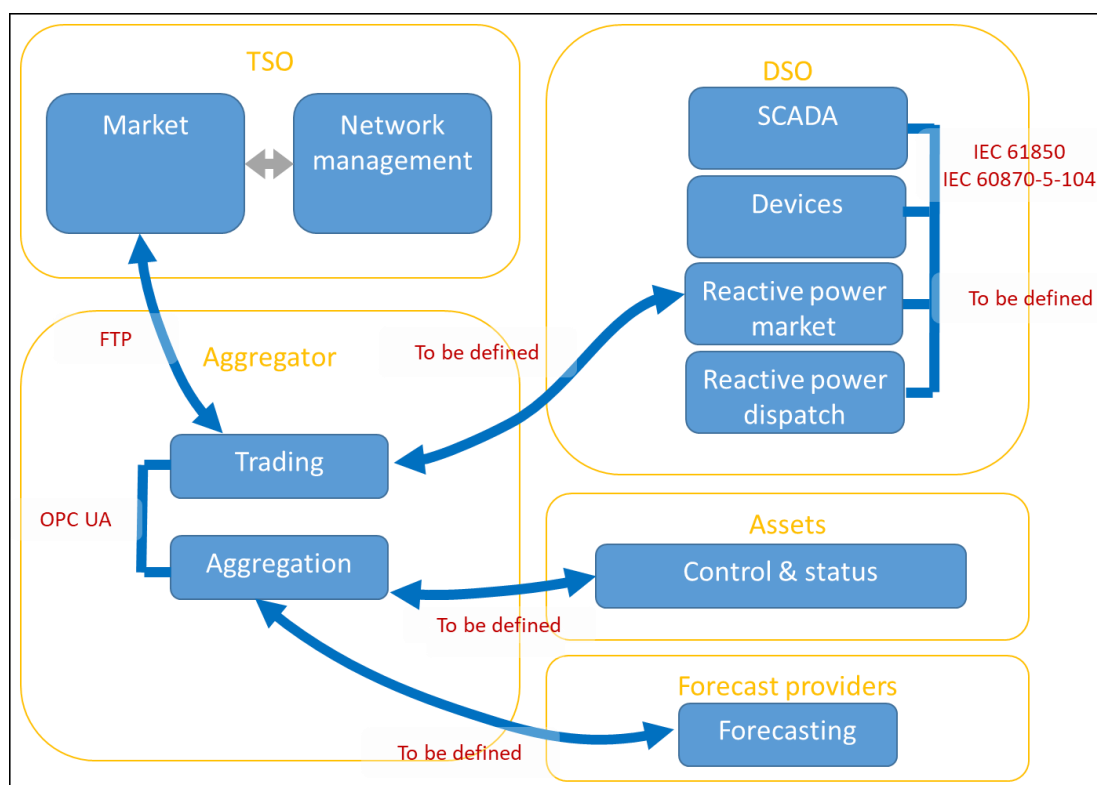 TSO
Market
Network
management
DSO
SCADA
IEC 61850
IEC 60870-5-104
Devices
Reactive power
market
To be defined
Reactive power
dispatch
FTP
Aggregator
To be defined
Trading
OPC UA
Aggregation
Assets
Control & status
To be defined
Forecast providers
Forecasting
To be defined